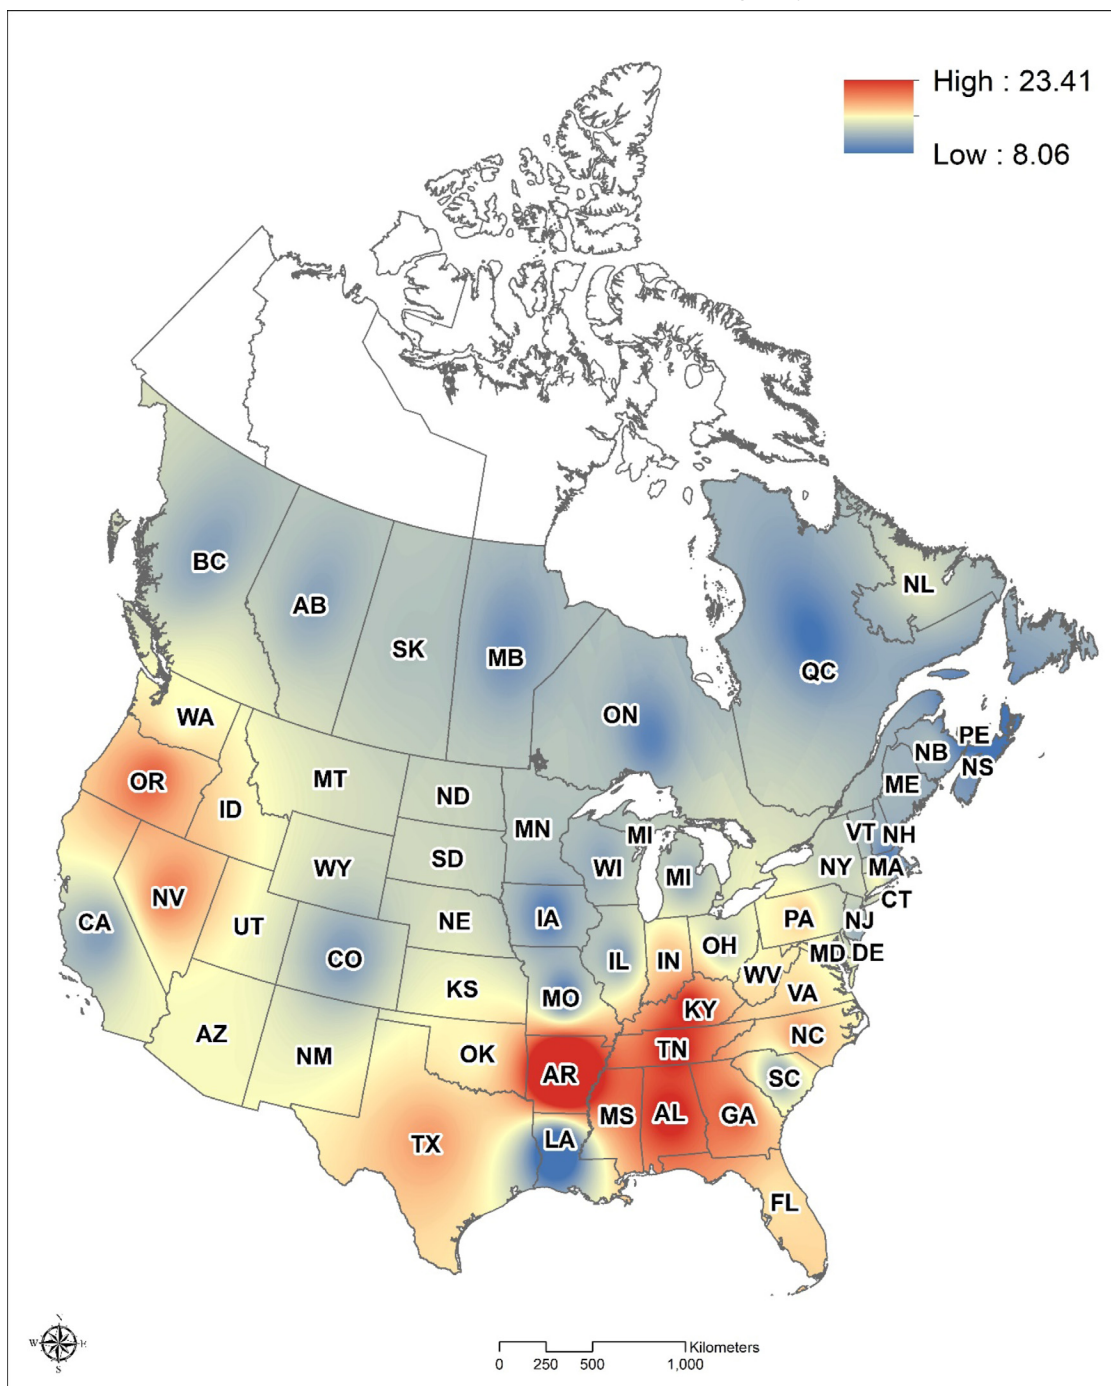 High : 23.41
Low : 8.06
BC
AB
SK
MB
ON
QC
NL
PE
NB
NS
ME
WA
OR
ID
MT
ND
MN
MI
VT
NH
WI
MI
NY
MA
CT
WY
SD
NV
CA
UT
CO
NE
IA
IL
IN
OH
PA
NJ
MD
DE
WV
KS
MO
KY
VA
AZ
NM
OK
AR
TN
NC
SC
TX
LA
MS
AL
GA
FL
N
W
E
S
Kilometers
0 250 500 1,000